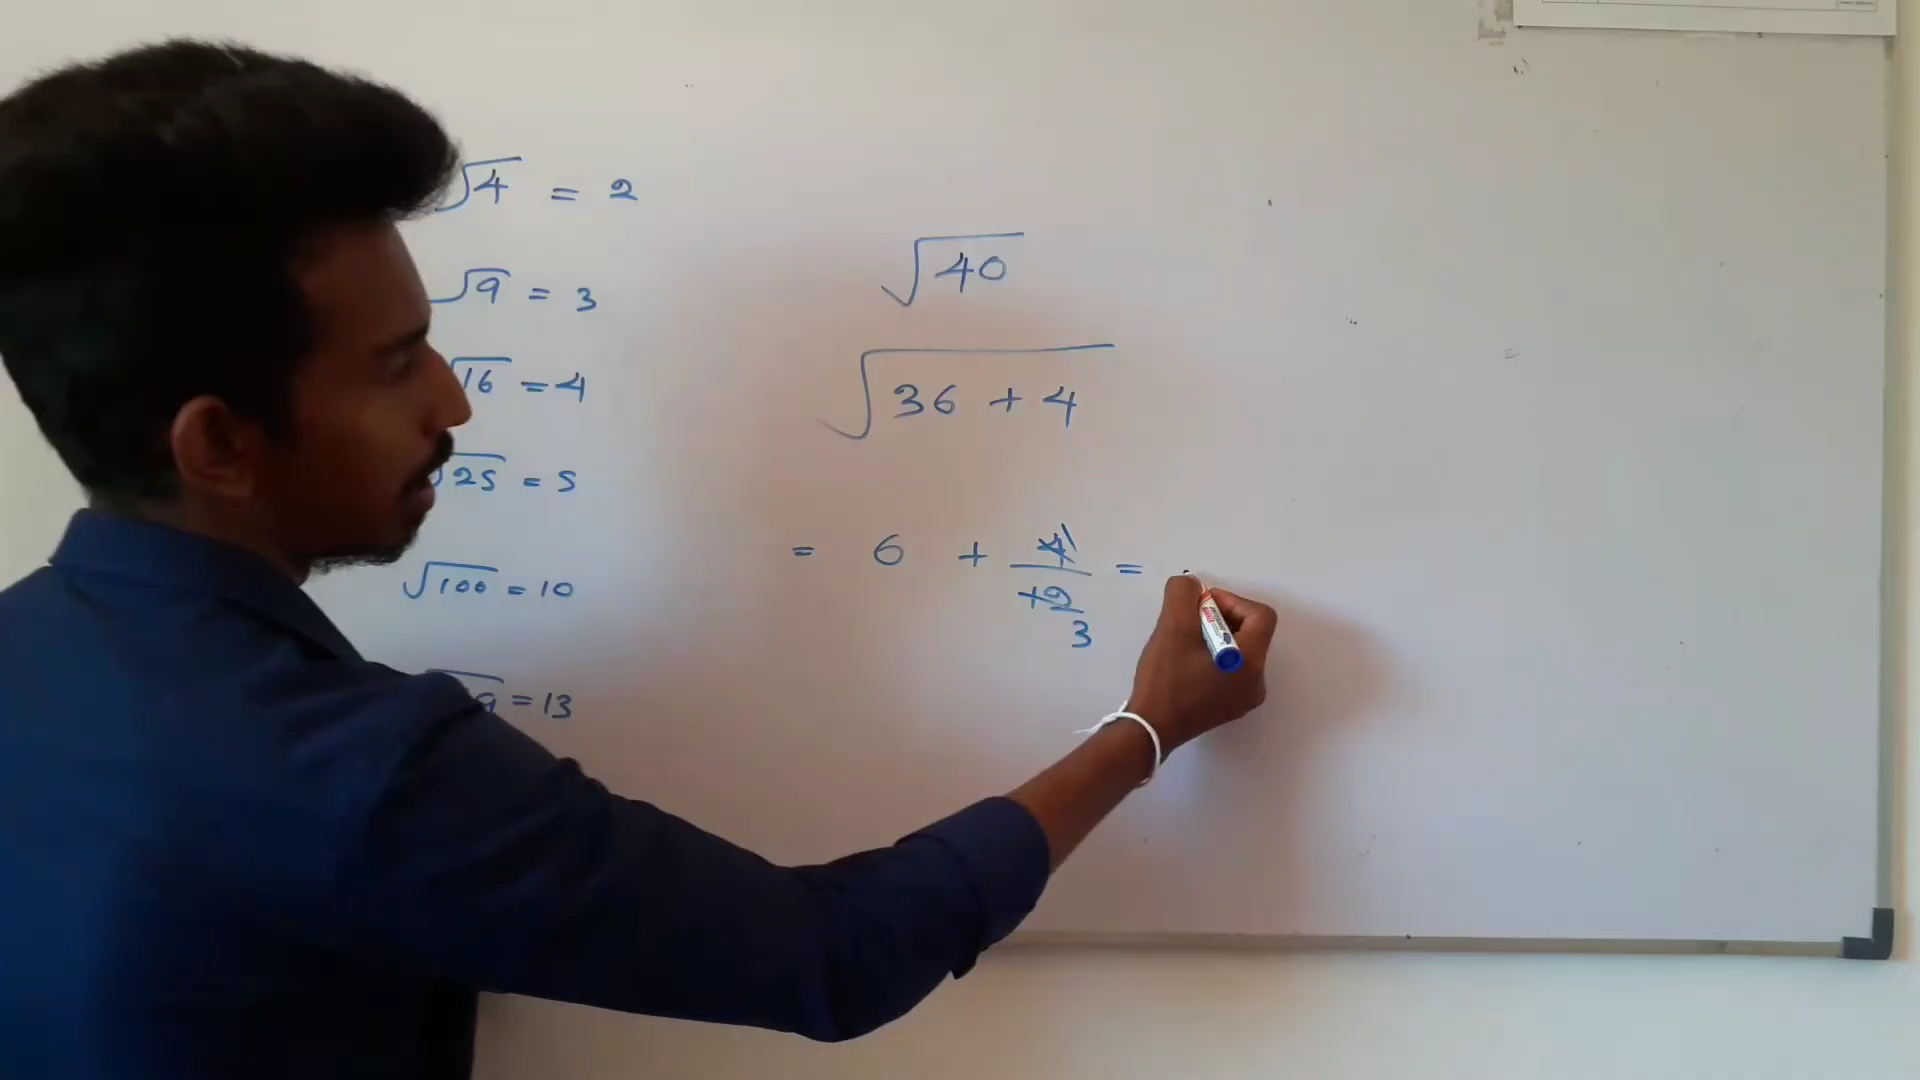 √4 = 2
√9 = 3
√16 = 4
√25 = 5
√100 = 10
9 = 13
√40
√36 + 4
= 6 + 4/12 =
1
3